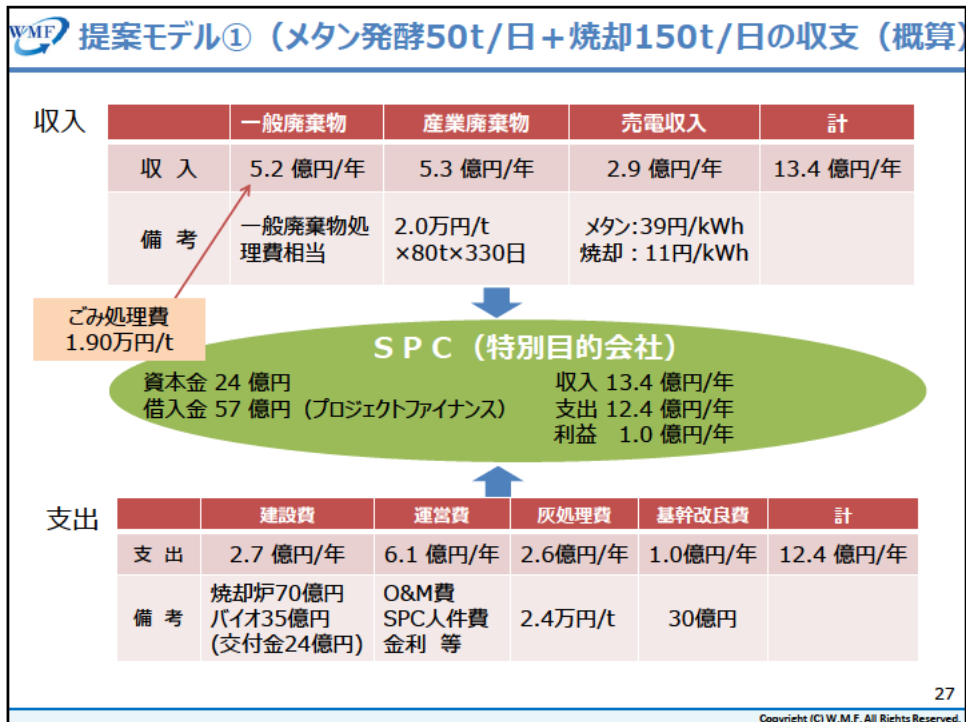 WMF 提案モデル①（メタン発酵50t/日＋焼却150t/日の収支（概算）
収入
一般廃棄物 産業廃棄物 売電収入 計
収 入 5.2 億円/年 5.3 億円/年 2.9 億円/年 13.4 億円/年
備 考 一般廃棄物処 2.0万円/t メタン:39円/kWh
理費相当 ×80t×330日 焼却：11円/kWh
ごみ処理費
1.90万円/t
ＳＰＣ（特別目的会社）
資本金 24 億円 収入 13.4 億円/年
借入金 57 億円（プロジェクトファイナンス） 支出 12.4 億円/年
利益 1.0 億円/年
支出
建設費 運営費 灰処理費 基幹改良費 計
支 出 2.7 億円/年 6.1 億円/年 2.6億円/年 1.0億円/年 12.4 億円/年
焼却炉70億円 O&M費
備 考 バイオ35億円 SPC人件費 2.4万円/t 30億円
(交付金24億円) 金利 等
27
Copyright (C) W.M.F. All Rights Reserved.